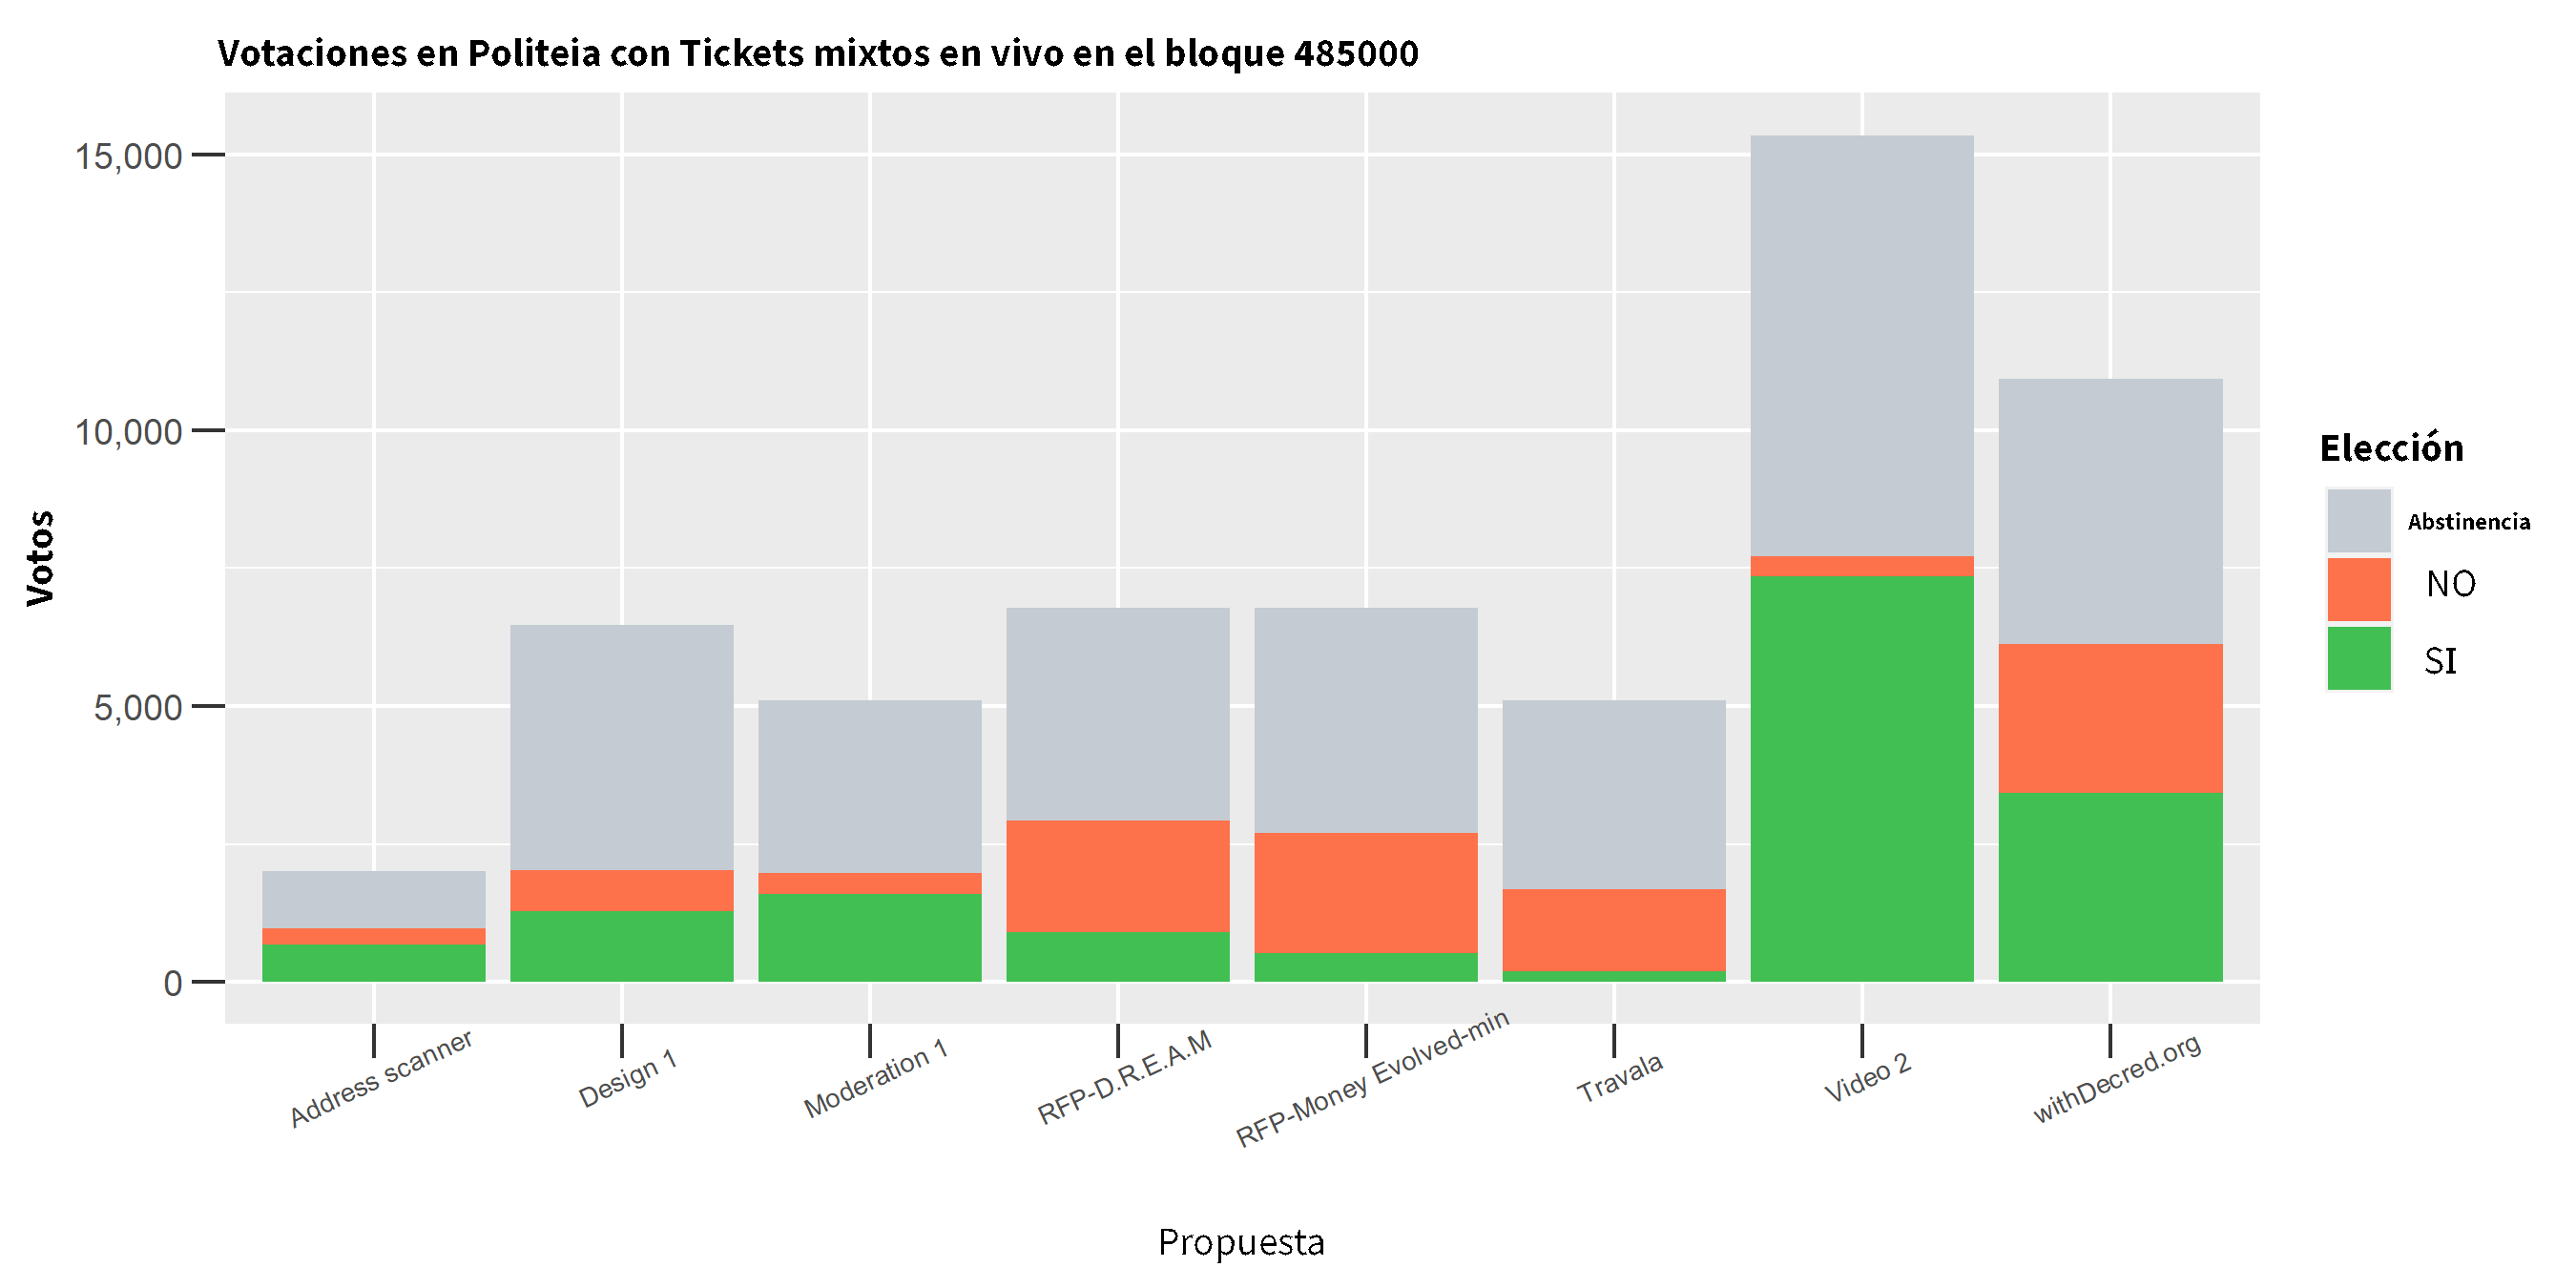 Votaciones en Politeia con Tickets mixtos en vivo en el bloque 485000
Votos
15,000
10,000
5,000
0
Address scanner
Design 1
Moderation 1
RFP-D.R.E.A.M
RFP-Money Evolved-min
Travala
Video 2
withDecred.org
Propuesta
Elección
Abstinencia
NO
SI